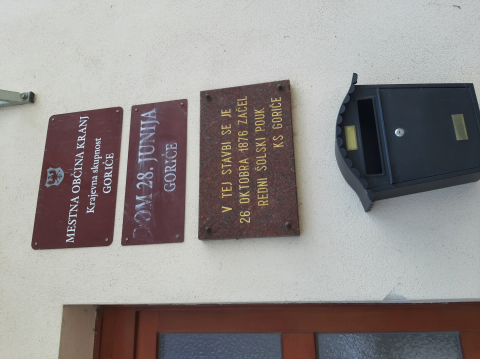 MESTNA OBČINA KRANJ
Krajevna skupnost
GORIČE
DOM 28. JUNIJA
GORIČE
V TEJ STAVBI SE JE
26. OKTOBRA 1876 ZAČEL
REDNI ŠOLSKI POUK
KS GORIČE